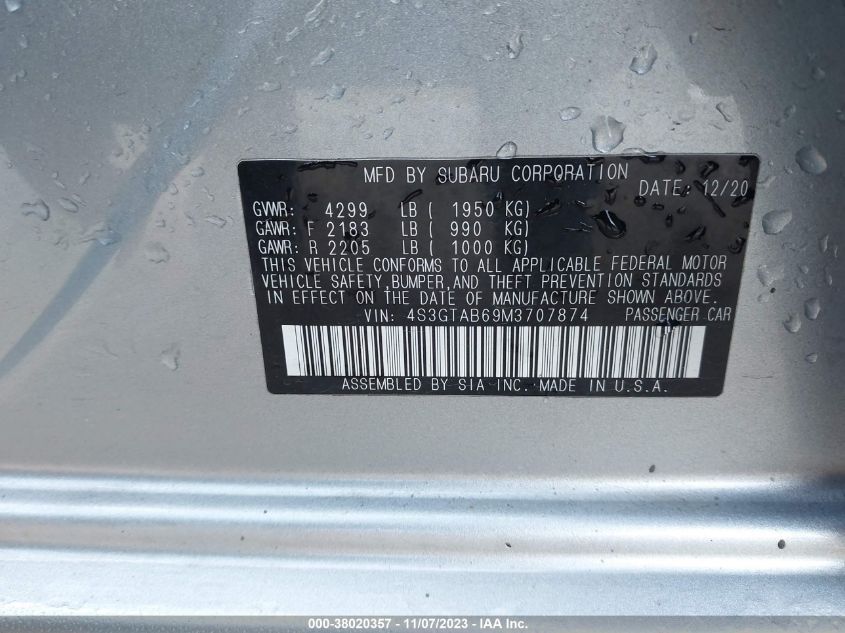 MFD BY SUBARU CORPORATION
DATE: 12/20
GVWR: 4299 LB ( 1950 KG)
GAWR: F 2183 LB ( 990 KG)
GAWR: R 2205 LB ( 1000 KG)
THIS VEHICLE CONFORMS TO ALL APPLICABLE FEDERAL MOTOR
VEHICLE SAFETY,BUMPER,AND THEFT PREVENTION STANDARDS
IN EFFECT ON THE DATE OF MANUFACTURE SHOWN ABOVE.
VIN: 4S3GTAB69M3707874 PASSENGER CAR
ASSEMBLED BY SIA INC. MADE IN U.S.A.
000-38020357 - 11/07/2023 - IAA Inc.